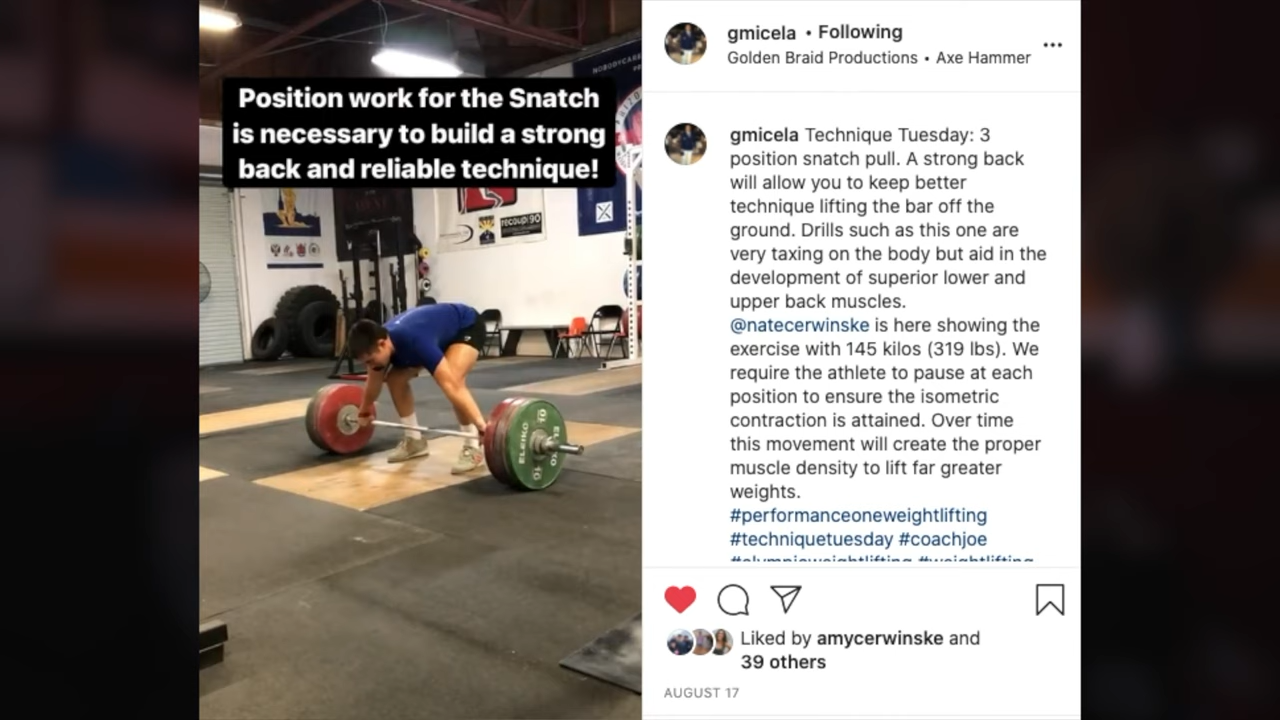 Position work for the Snatch
is necessary to build a strong
back and reliable technique!
NOBODYCARE
recoup 90
ELEIKO
10
gmicela • Following
Golden Braid Productions • Axe Hammer
gmicela Technique Tuesday: 3
position snatch pull. A strong back
will allow you to keep better
technique lifting the bar off the
ground. Drills such as this one are
very taxing on the body but aid in the
development of superior lower and
upper back muscles.
@natecerwinske is here showing the
exercise with 145 kilos (319 lbs). We
require the athlete to pause at each
position to ensure the isometric
contraction is attained. Over time
this movement will create the proper
muscle density to lift far greater
weights.
#performanceoneweightlifting
#techniquetuesday #coachjoe
#olympicweightlifting #weightlifting
Liked by amycerwinske and
39 others
AUGUST 17